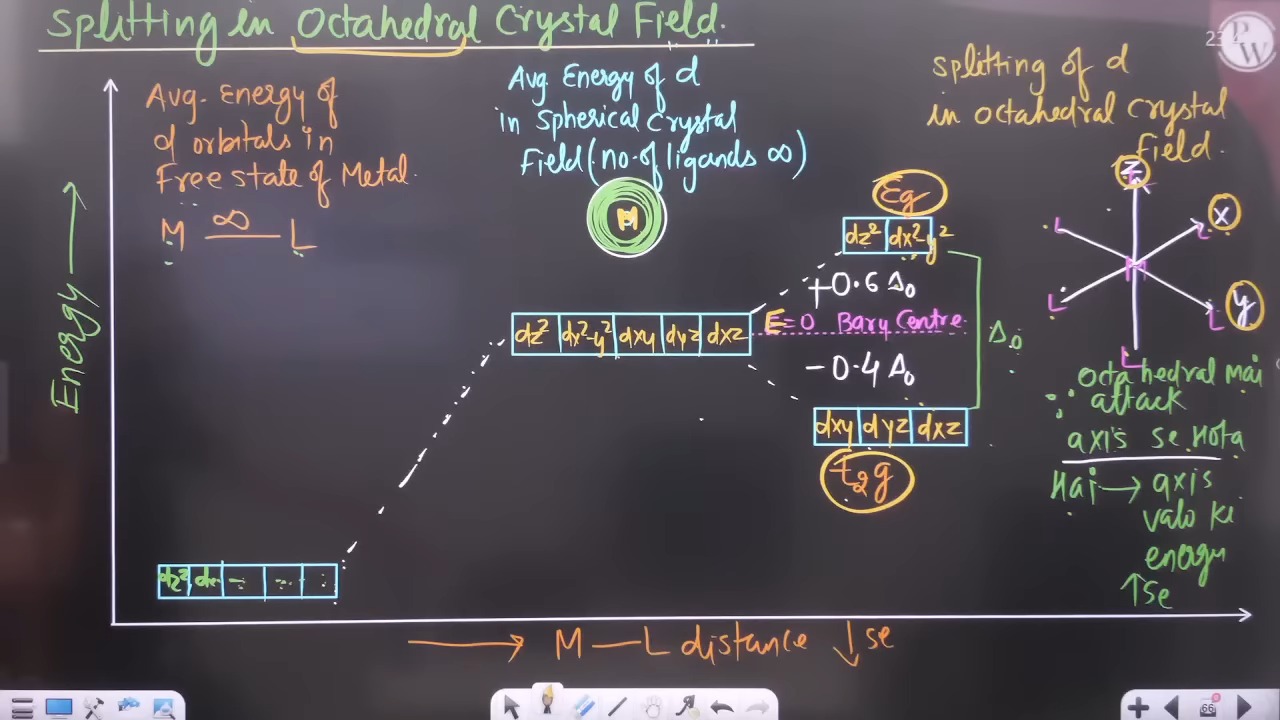 Splitting in Octahedral Crystal Field.
Avg. Energy of
d orbitals in
Free state of Metal.
M ∞ L
Avg Energy of d
in Spherical Crystal
Field (no. of ligands ∞)
M
splitting of d
in octahedral Crystal
Field.
PW
Energy
Eg
dz² dx²-y²
+0.6 Δ₀
dz² dx²-y² dxy dyz dxz
E=0 Bary Centre
Δ₀
-0.4 Δ₀
dxy dyz dxz
t₂g
z
L
x
L
M
L
y
L
L
octahedral mai
∵ attack
axis se Hota
Hai → axis
valo ki
energy
↑ se
dz²
M—L distance ↓ se
66